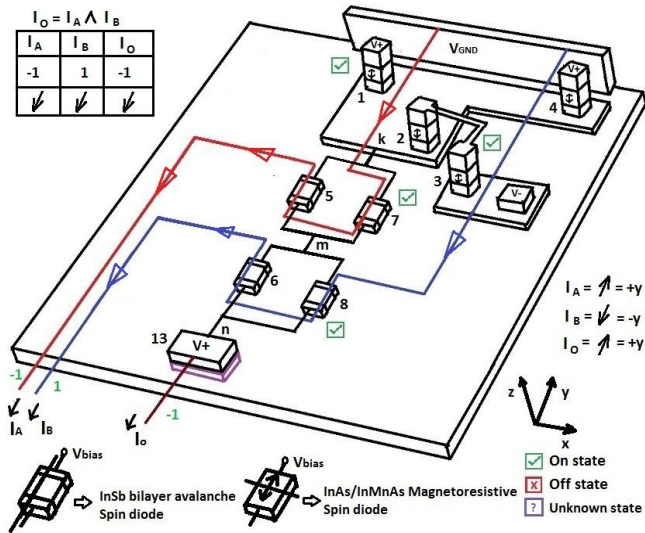 I_O = I_A ∧ I_B
I_A I_B I_O
-1 1 -1
V_GND
V+
1
V+
2
3
V+
4
V-
k
5
7
m
6
8
n
13
V+
I_A = ↗ = +y
I_B = ↙ = -y
I_O = ↗ = +y
z y
x
-1
1
-1
I_A I_B
I_o
Vbias
InSb bilayer avalanche
Spin diode
Vbias
InAs/InMnAs Magnetoresistive
Spin diode
On state
x Off state
? Unknown state